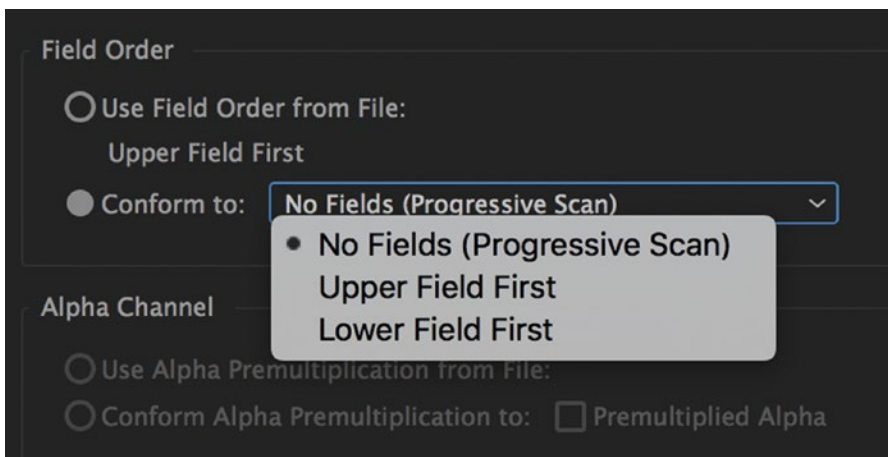 Field Order
Use Field Order from File:
Upper Field First
Conform to: No Fields (Progressive Scan)
No Fields (Progressive Scan)
Upper Field First
Lower Field First
Alpha Channel
Use Alpha Premultiplication from File:
Conform Alpha Premultiplication to: Premultiplied Alpha